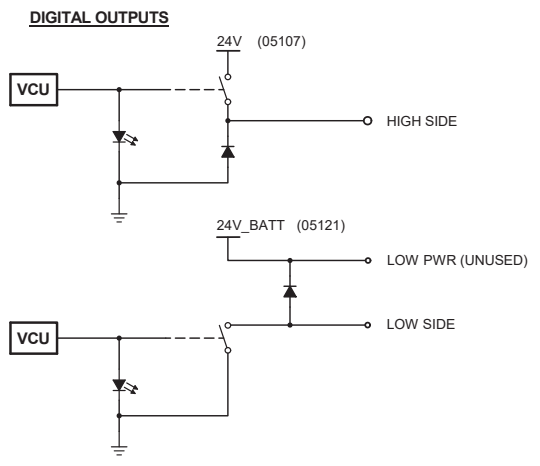 DIGITAL OUTPUTS
24V (05107)
VCU
HIGH SIDE
24V_BATT (05121)
LOW PWR (UNUSED)
LOW SIDE
VCU